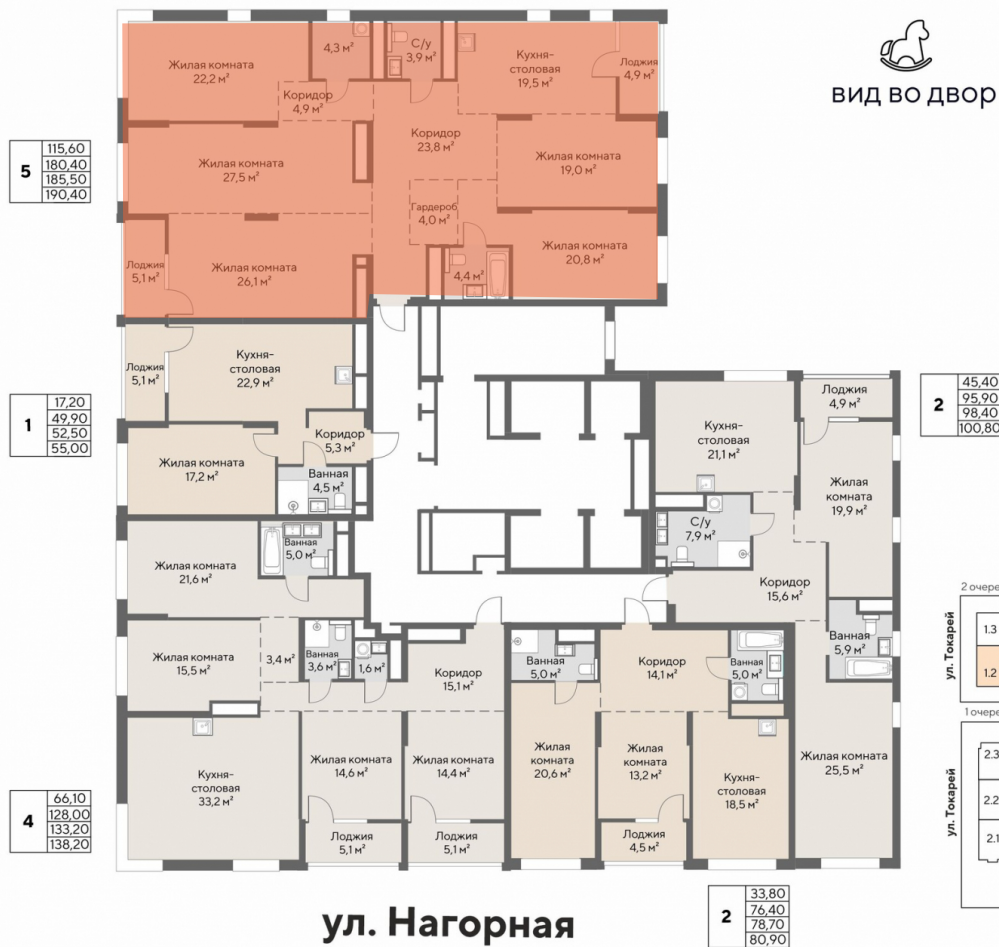 вид во двор
Жилая комната
22,2 м²
4,3 м²
С/у
3,9 м²
Кухня-
столовая
19,5 м²
Лоджия
4,9 м²
Коридор
4,9 м²
Коридор
23,8 м²
Жилая комната
27,5 м²
Жилая комната
19,0 м²
Гардероб
4,0 м²
Лоджия
5,1 м²
Жилая комната
26,1 м²
4,4 м²
Жилая комната
20,8 м²
5
115,60
180,40
185,50
190,40
Лоджия
5,1 м²
Кухня-
столовая
22,9 м²
Коридор
5,3 м²
Жилая комната
17,2 м²
Ванная
4,5 м²
1
17,20
49,90
52,50
55,00
Кухня-
столовая
21,1 м²
Лоджия
4,9 м²
Жилая
комната
19,9 м²
С/у
7,9 м²
Коридор
15,6 м²
Ванная
5,9 м²
Жилая комната
25,5 м²
2
45,40
95,90
98,40
100,80
Жилая комната
21,6 м²
Ванная
5,0 м²
Жилая комната
15,5 м²
3,4 м²
Ванная
3,6 м²
1,6 м²
Коридор
15,1 м²
Кухня-
столовая
33,2 м²
Жилая комната
14,6 м²
Жилая комната
14,4 м²
Лоджия
5,1 м²
Лоджия
5,1 м²
4
66,10
128,00
133,20
138,20
Ванная
5,0 м²
Коридор
14,1 м²
Ванная
5,0 м²
Жилая
комната
20,6 м²
Жилая
комната
13,2 м²
Кухня-
столовая
18,5 м²
Лоджия
4,5 м²
2
33,80
76,40
78,70
80,90
2 очере
ул. Токарей
1.3
1.2
1 очере
ул. Токарей
2.3
2.2
2.1
ул. Нагорная